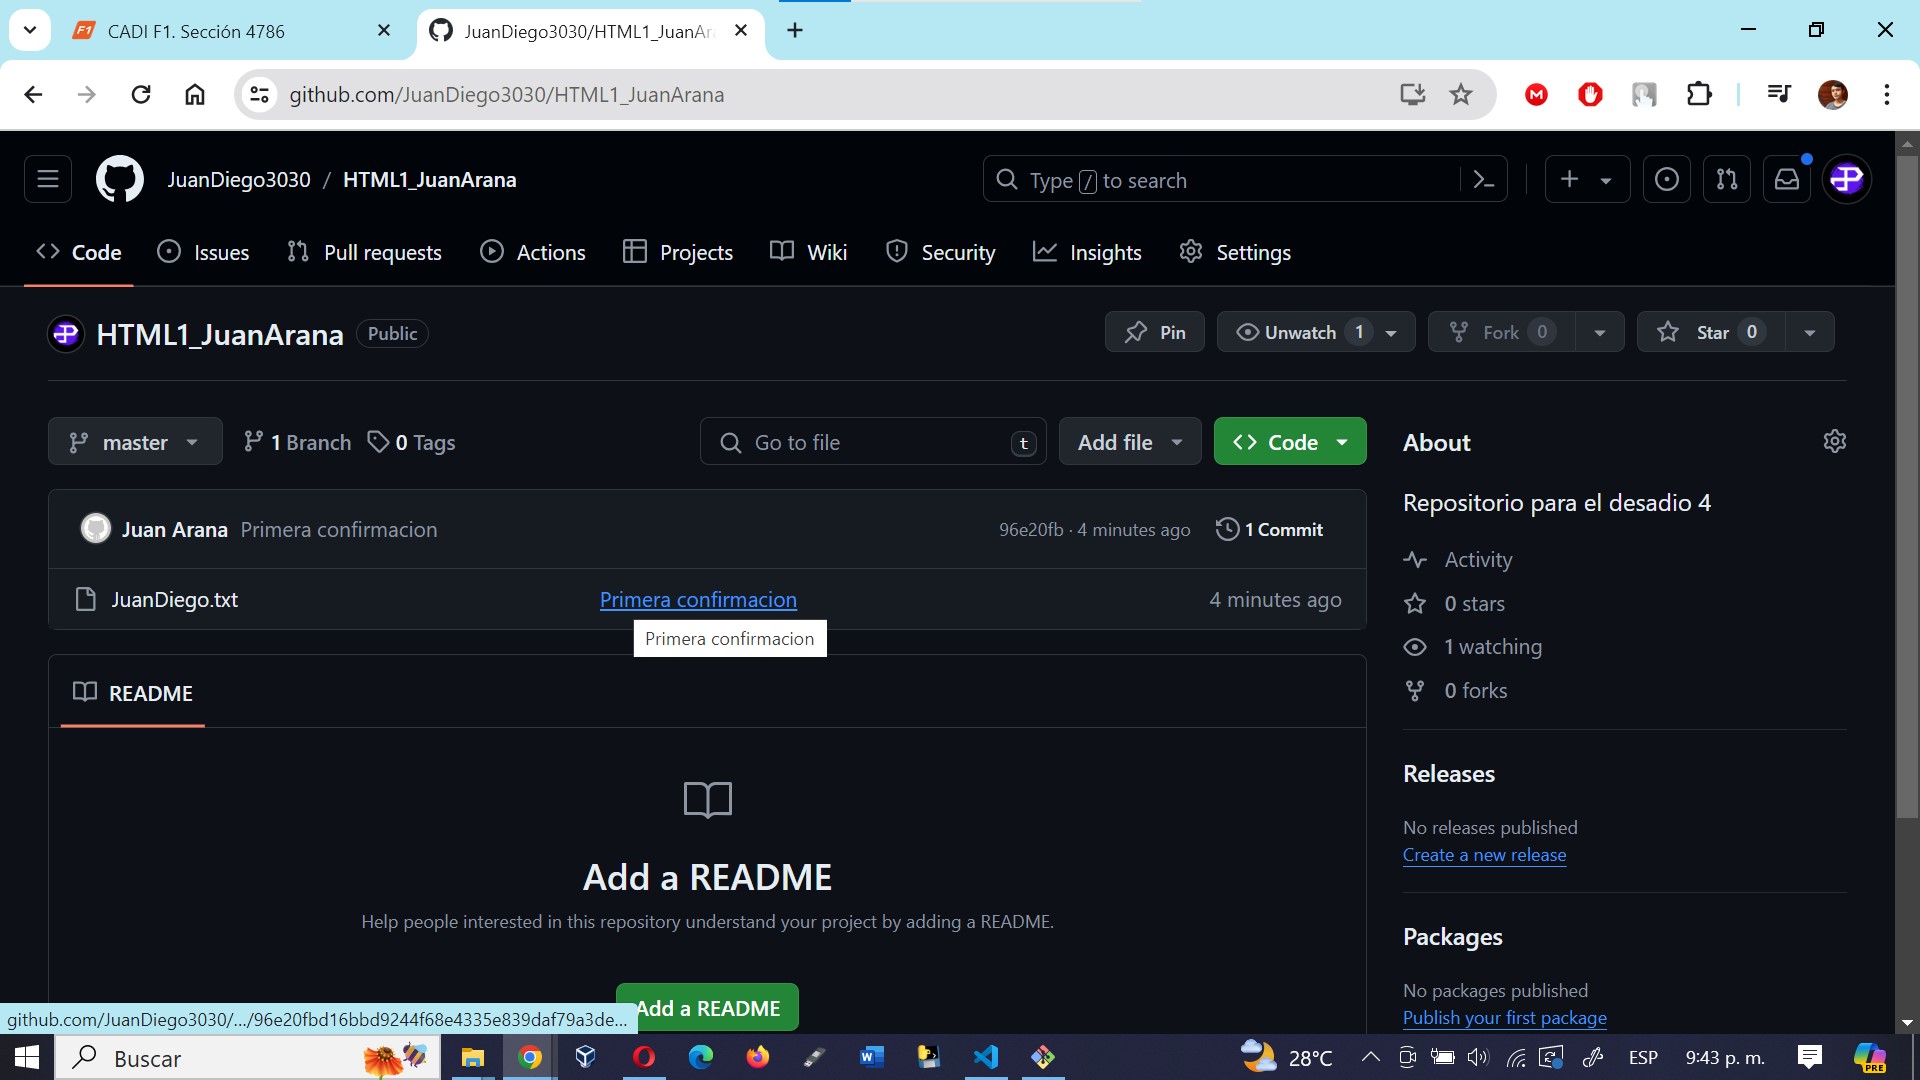 CADI F1. Sección 4786
JuanDiego3030/HTML1_JuanAr
github.com/JuanDiego3030/HTML1_JuanArana
JuanDiego3030 / HTML1_JuanArana
Type / to search
Code
Issues
Pull requests
Actions
Projects
Wiki
Security
Insights
Settings
HTML1_JuanArana
Public
Pin
Unwatch 1
Fork 0
Star 0
master
1 Branch
0 Tags
Go to file
t
Add file
Code
Juan Arana Primera confirmacion
96e20fb · 4 minutes ago
1 Commit
JuanDiego.txt
Primera confirmacion
4 minutes ago
Primera confirmacion
README
Add a README
Help people interested in this repository understand your project by adding a README.
Add a README
About
Repositorio para el desadio 4
Activity
0 stars
1 watching
0 forks
Releases
No releases published
Create a new release
Packages
No packages published
Publish your first package
github.com/JuanDiego3030/.../96e20fbd16bbd9244f68e4335e839daf79a3de...
Buscar
28°C
ESP
9:43 p. m.
PRE